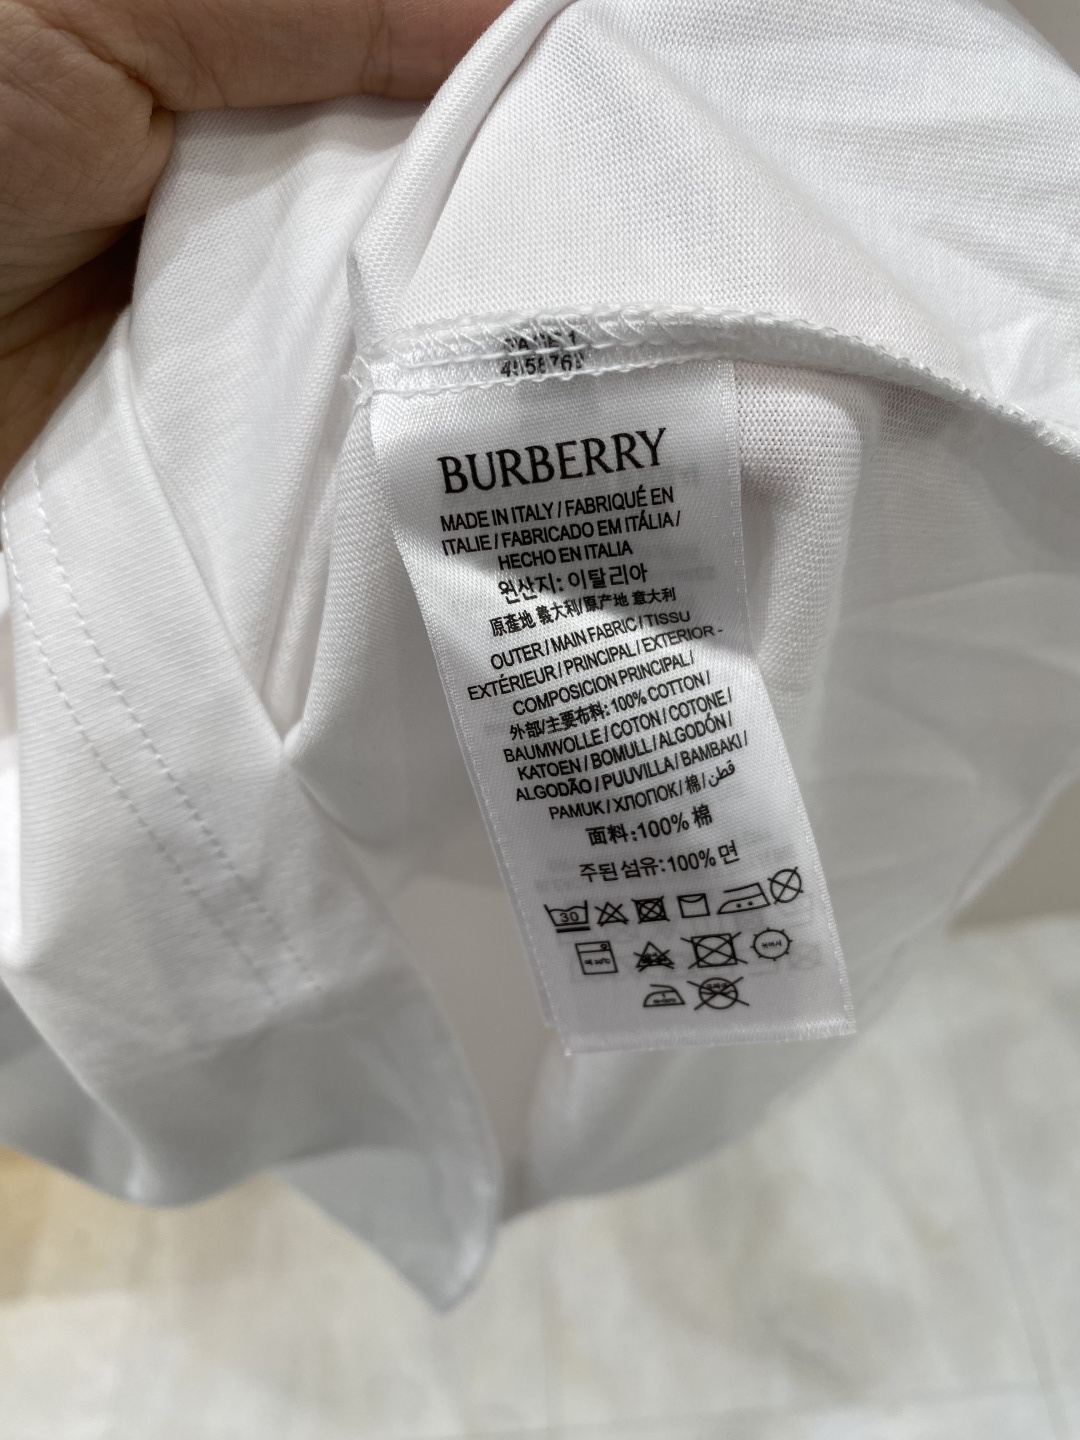 BURBERRY
MADE IN ITALY / FABRIQUÉ EN
ITALIE / FABRICADO EM ITÁLIA /
HECHO EN ITALIA
원산지: 이탈리아
原產地 義大利/原产地 意大利
OUTER / MAIN FABRIC / TISSU
EXTÉRIEUR / PRINCIPAL / EXTERIOR -
COMPOSICION PRINCIPAL /
外部/主要布料: 100% COTTON /
BAUMWOLLE / COTON / COTONE /
KATOEN / BOMULL / ALGODÓN /
ALGODÃO / PUUVILLA / BAMBAKI /
PAMUK / ХЛОПОК / 棉 / قطن
面料:100% 棉
주된 섬유:100% 면
30